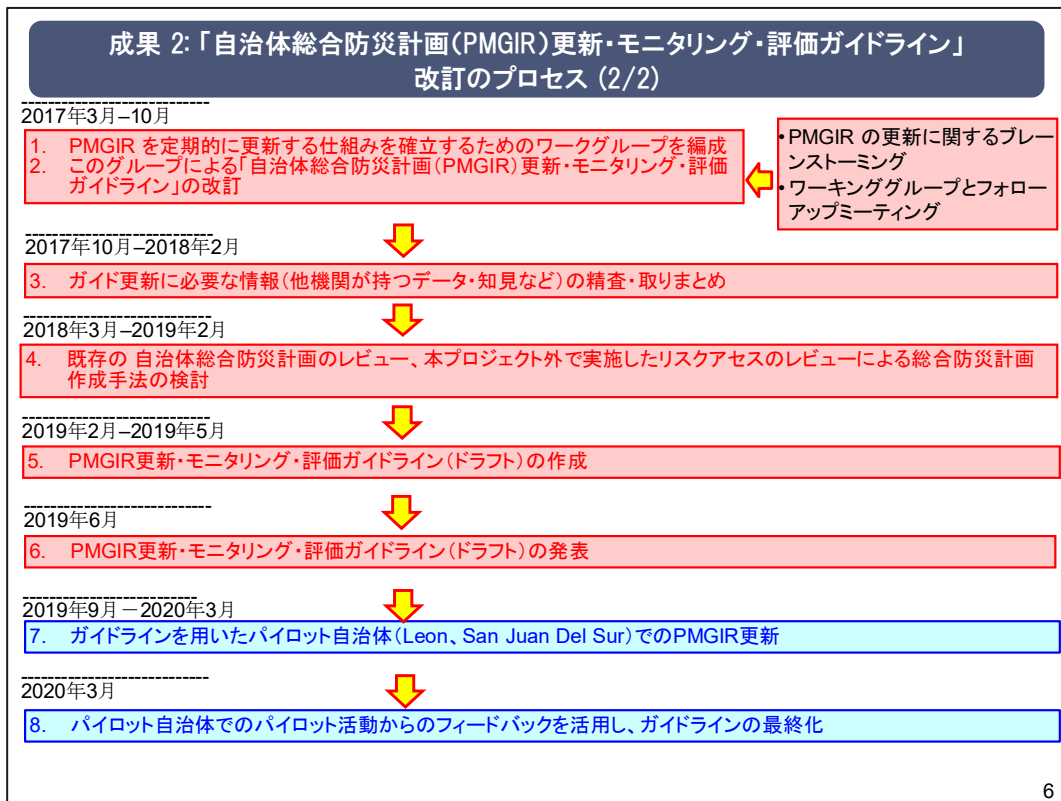 成果 2:「自治体総合防災計画(PMGIR)更新・モニタリング・評価ガイドライン」
改訂のプロセス (2/2)
----------------------------
2017年3月–10月
1. PMGIR を定期的に更新する仕組みを確立するためのワークグループを編成
2. このグループによる「自治体総合防災計画(PMGIR)更新・モニタリング・評価
ガイドライン」の改訂
・PMGIR の更新に関するブレー
ンストーミング
・ワーキンググループとフォロー
アップミーティング
----------------------------
2017年10月–2018年2月
3. ガイド更新に必要な情報(他機関が持つデータ・知見など)の精査・取りまとめ
----------------------------
2018年3月–2019年2月
4. 既存の 自治体総合防災計画のレビュー、本プロジェクト外で実施したリスクアセスのレビューによる総合防災計画
作成手法の検討
----------------------------
2019年2月–2019年5月
5. PMGIR更新・モニタリング・評価ガイドライン(ドラフト)の作成
----------------------------
2019年6月
6. PMGIR更新・モニタリング・評価ガイドライン(ドラフト)の発表
--------------------------
2019年9月-2020年3月
7. ガイドラインを用いたパイロット自治体(Leon、San Juan Del Sur)でのPMGIR更新
----------------------------
2020年3月
8. パイロット自治体でのパイロット活動からのフィードバックを活用し、ガイドラインの最終化
6